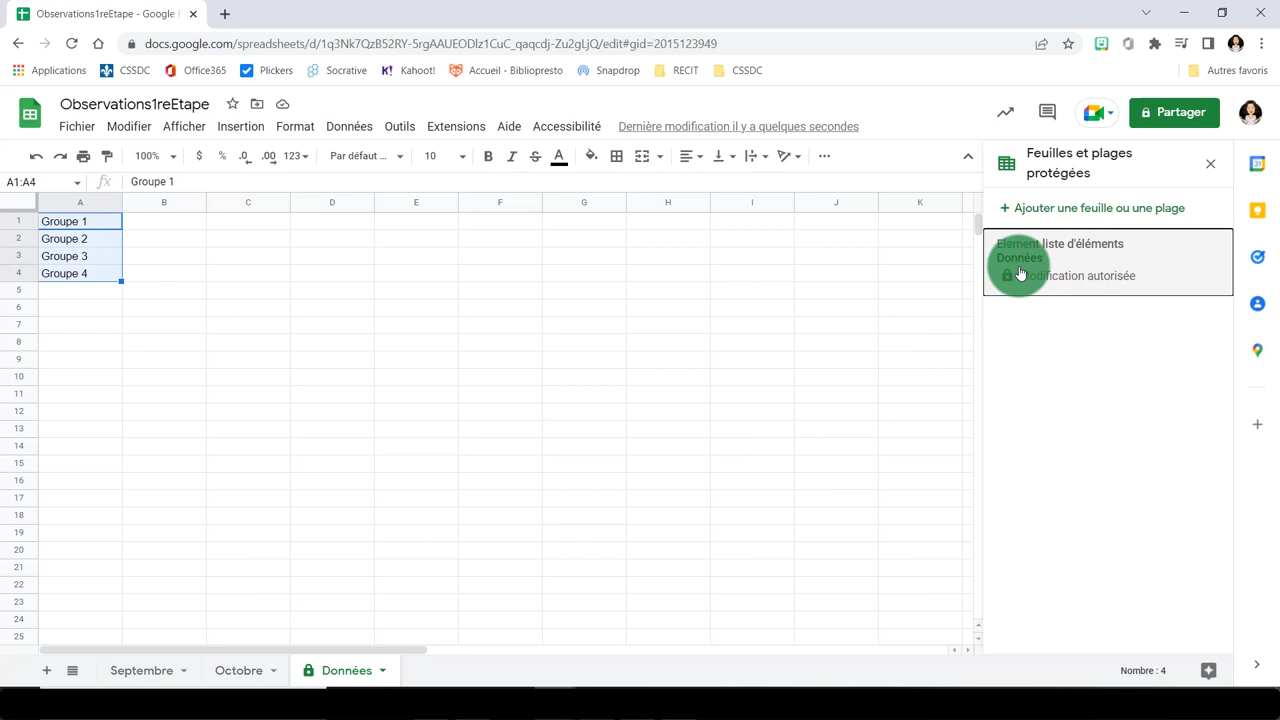 Observations1reEtape - Google F
docs.google.com/spreadsheets/d/1q3Nk7QzB52RY-5rgAAUEODbr1CuC_qaqcdj-Zu2gLjQ/edit#gid=2015123949
Applications CSSDC Office365 Plickers Socrative Kahoot! Accueil - Bibliopresto Snapdrop RECIT CSSDC Autres favoris
Observations1reEtape
Fichier Modifier Afficher Insertion Format Données Outils Extensions Aide Accessibilité Dernière modification il y a quelques secondes
Partager
100% $ % .0 .00 123 Par défaut ... 10 B I S A
Feuilles et plages
protégées
A1:A4 fx Groupe 1
A B C D E F G H I J K
+ Ajouter une feuille ou une plage
1 Groupe 1
2 Groupe 2
3 Groupe 3
4 Groupe 4
5
6
7
8
9
10
11
12
13
14
15
16
17
18
19
20
21
22
23
24
25
Element liste d'éléments
Données
Modification autorisée
Septembre Octobre Données
Nombre : 4